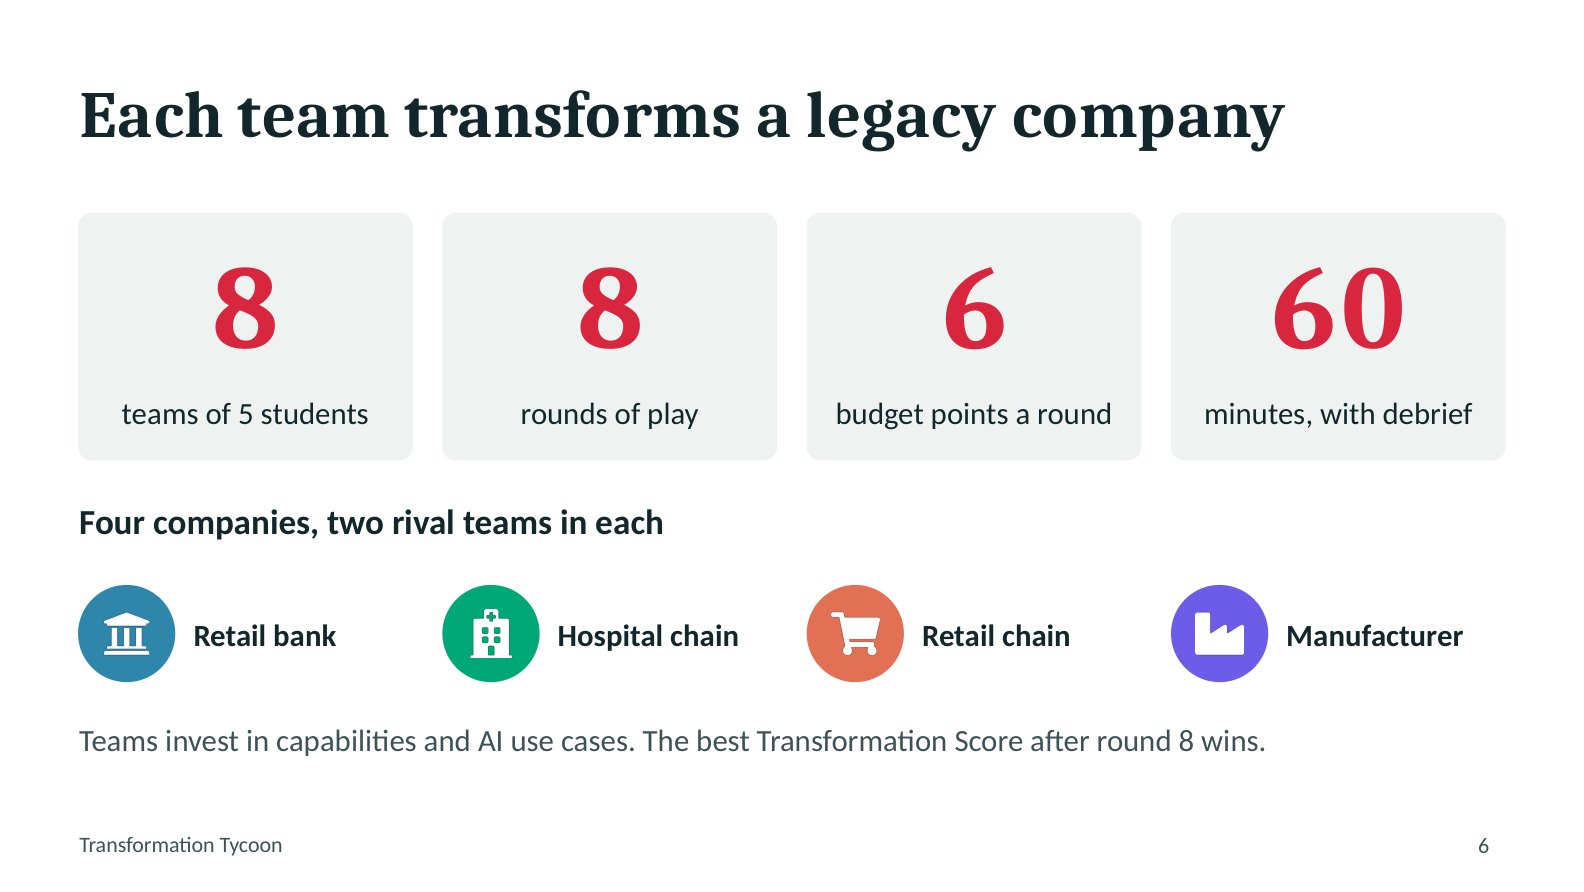 Each team transforms a legacy company
8
teams of 5 students
8
rounds of play
6
budget points a round
60
minutes, with debrief
Four companies, two rival teams in each
Retail bank
Hospital chain
Retail chain
Manufacturer
Teams invest in capabilities and AI use cases. The best Transformation Score after round 8 wins.
Transformation Tycoon
6